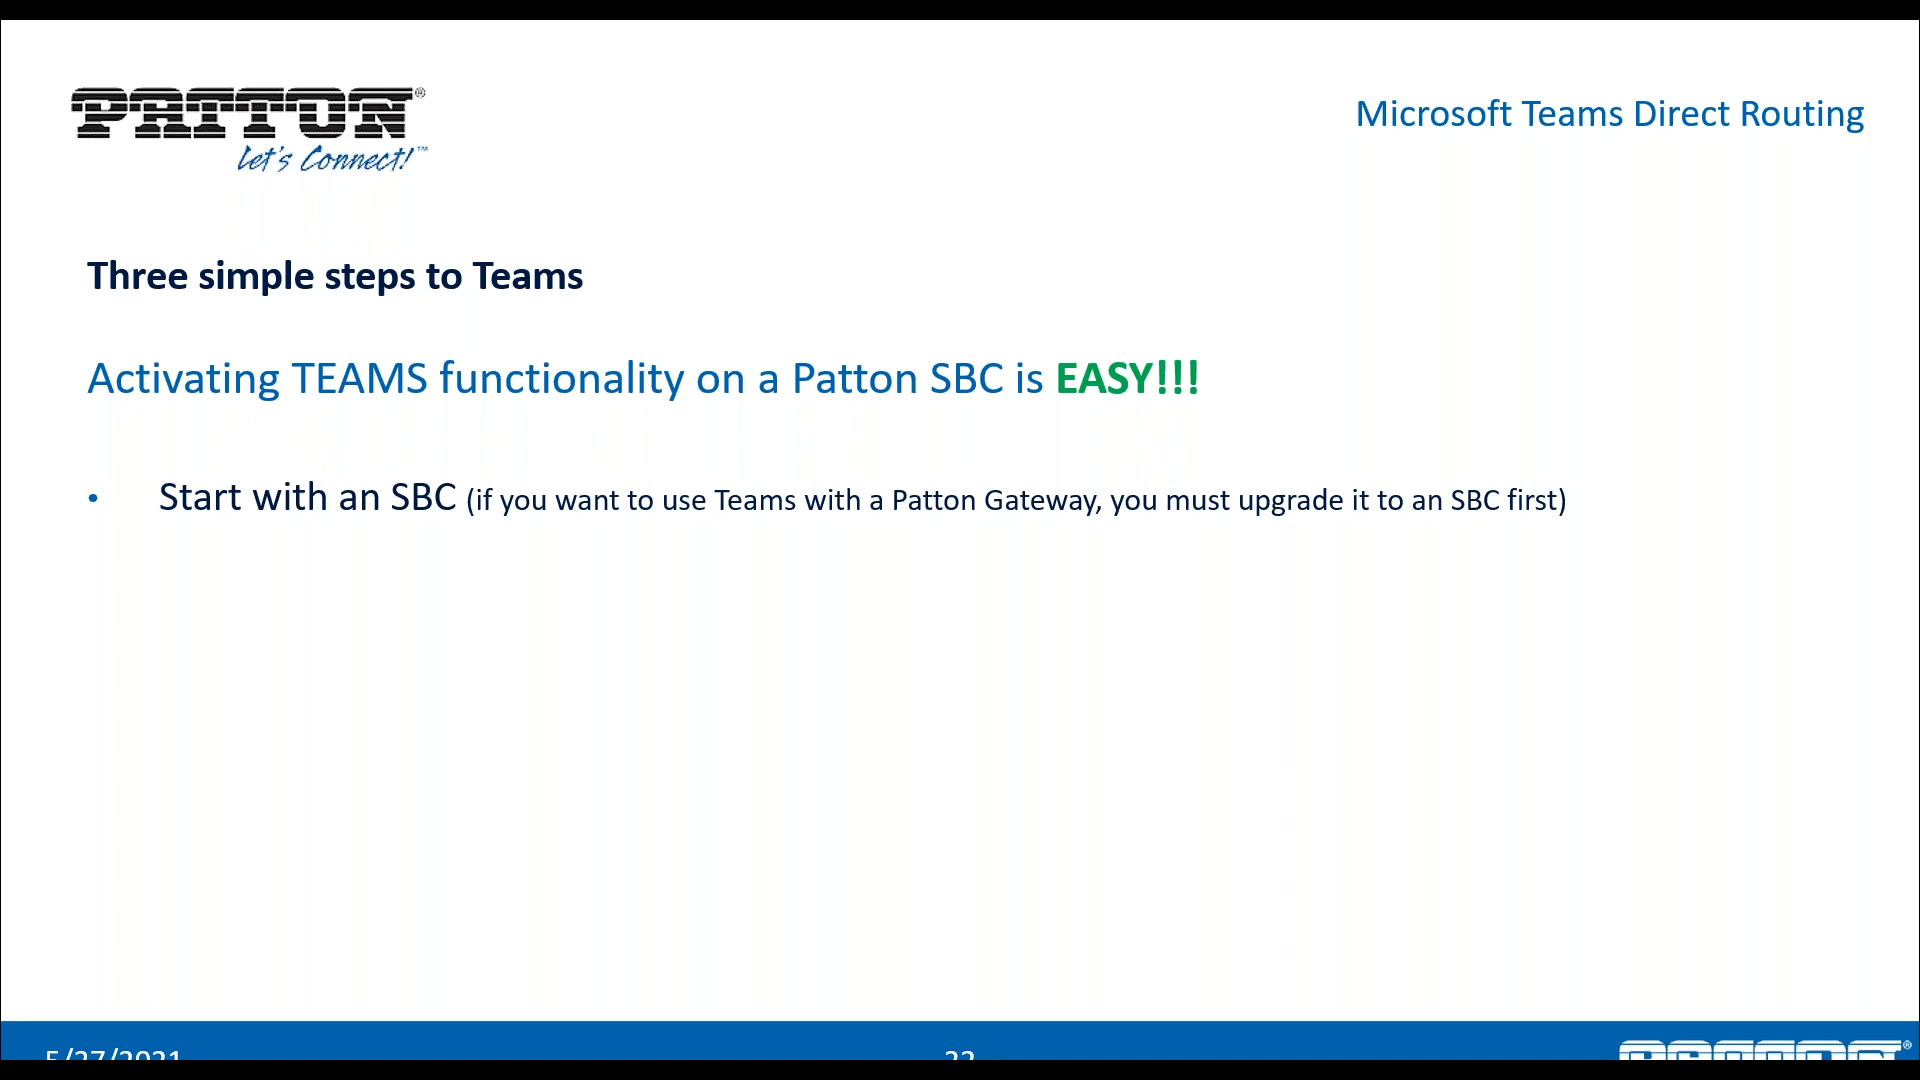 PATTON®
Let's Connect!™
Microsoft Teams Direct Routing
Three simple steps to Teams
Activating TEAMS functionality on a Patton SBC is EASY!!!
• Start with an SBC (if you want to use Teams with a Patton Gateway, you must upgrade it to an SBC first)
5/27/2021
PATTON®